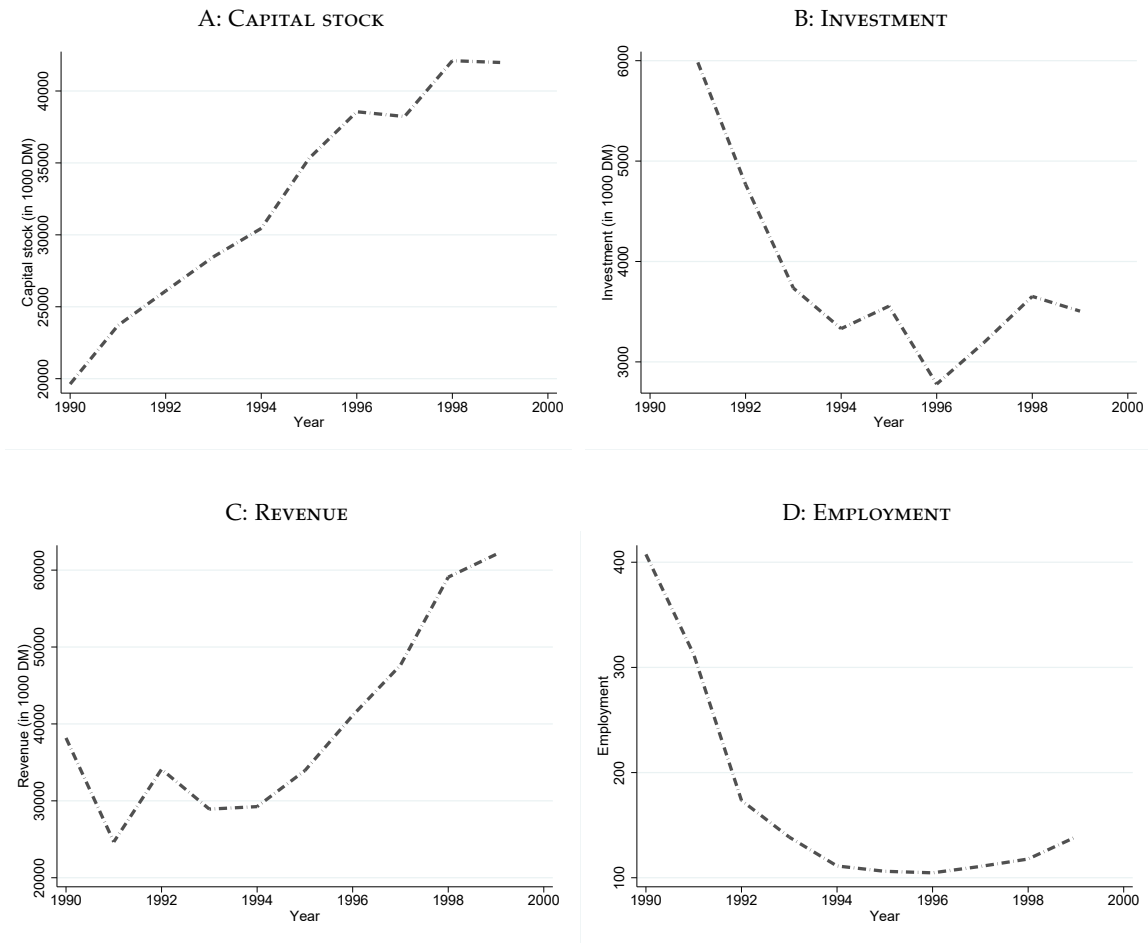 A: Capital stock
Capital stock (in 1000 DM)
40000
35000
30000
25000
20000
1990 1992 1994 1996 1998 2000
Year
B: Investment
Investment (in 1000 DM)
6000
5000
4000
3000
1990 1992 1994 1996 1998 2000
Year
C: Revenue
Revenue (in 1000 DM)
60000
50000
40000
30000
20000
1990 1992 1994 1996 1998 2000
Year
D: Employment
Employment
400
300
200
100
1990 1992 1994 1996 1998 2000
Year